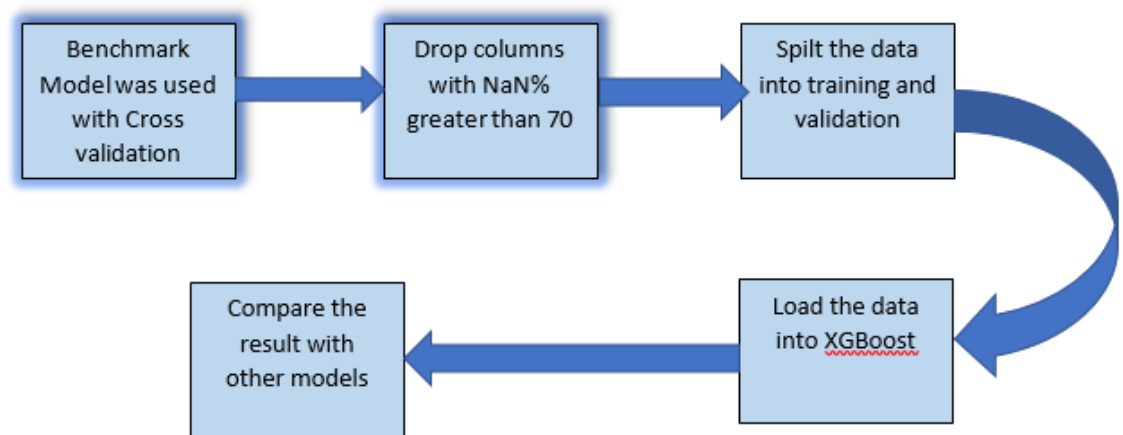 Benchmark
Model was used
with Cross
validation
Drop columns
with NaN%
greater than 70
Spilt the data
into training and
validation
Load the data
into XGBoost
Compare the
result with
other models